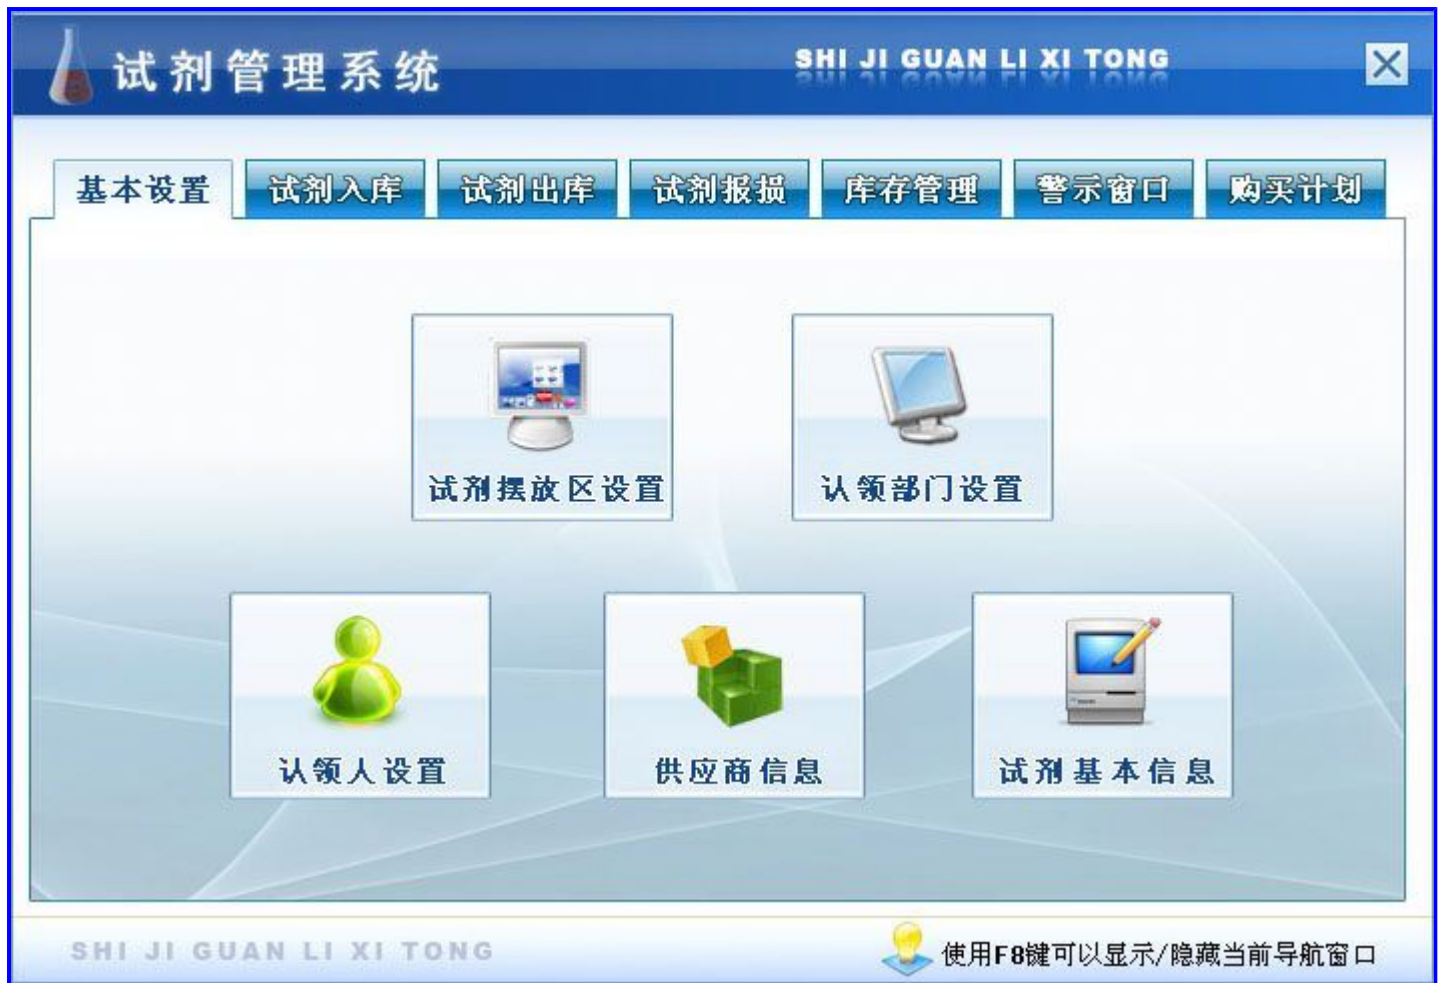 试剂管理系统
SHI JI GUAN LI XI TONG
基本设置 试剂入库 试剂出库 试剂报损 库存管理 警示窗口 购买计划
试剂摆放区设置 认领部门设置
认领人设置 供应商信息 试剂基本信息
SHI JI GUAN LI XI TONG
使用F8键可以显示/隐藏当前导航窗口